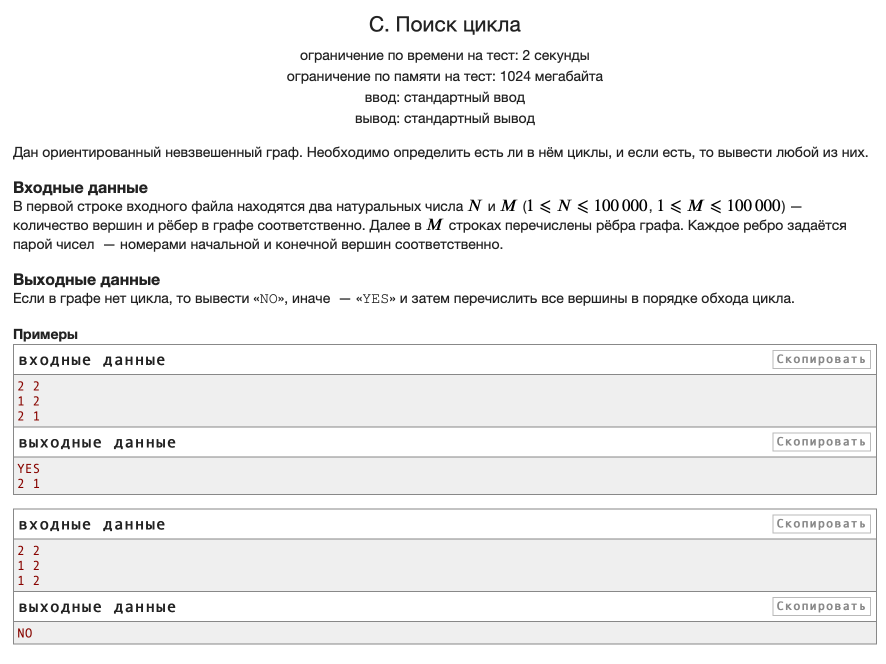 C. Поиск цикла
ограничение по времени на тест: 2 секунды
ограничение по памяти на тест: 1024 мегабайта
ввод: стандартный ввод
вывод: стандартный вывод
Дан ориентированный невзвешенный граф. Необходимо определить есть ли в нём циклы, и если есть, то вывести любой из них.
Входные данные
В первой строке входного файла находятся два натуральных числа N и M (1 ⩽ N ⩽ 100 000, 1 ⩽ M ⩽ 100 000) —
количество вершин и рёбер в графе соответственно. Далее в M строках перечислены рёбра графа. Каждое ребро задаётся
парой чисел — номерами начальной и конечной вершин соответственно.
Выходные данные
Если в графе нет цикла, то вывести «NO», иначе — «YES» и затем перечислить все вершины в порядке обхода цикла.
Примеры
входные данные Скопировать
2 2
1 2
2 1
выходные данные Скопировать
YES
2 1
входные данные Скопировать
2 2
1 2
1 2
выходные данные Скопировать
NO